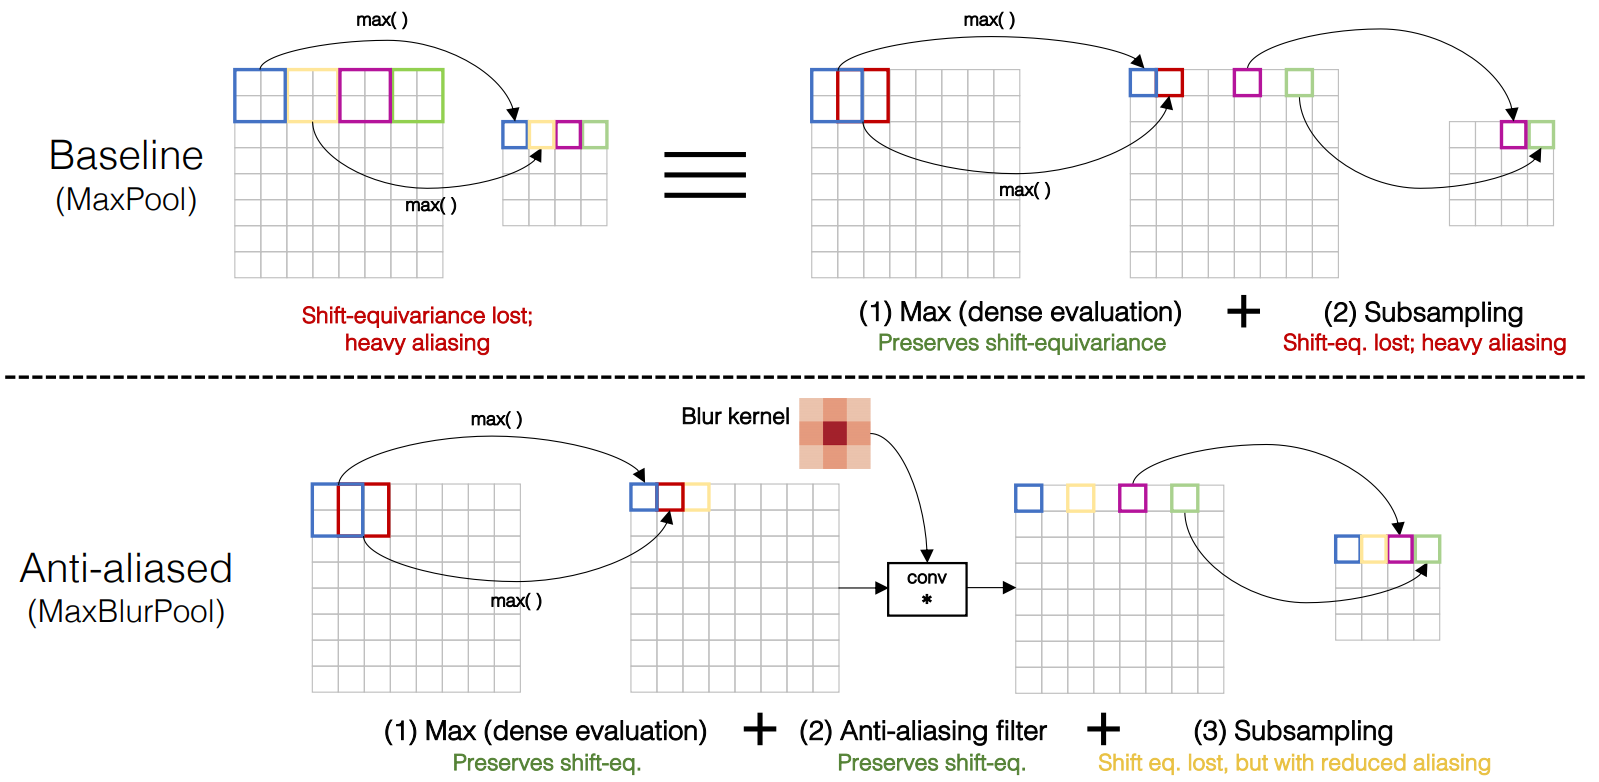 max( )
max( )
Baseline
(MaxPool)
max( )
max( )
Shift-equivariance lost;
heavy aliasing
(1) Max (dense evaluation)
Preserves shift-equivariance
+
(2) Subsampling
Shift-eq. lost; heavy aliasing
max( )
Blur kernel
Anti-aliased
(MaxBlurPool)
max( )
conv
*
(1) Max (dense evaluation)
Preserves shift-eq.
+
(2) Anti-aliasing filter
Preserves shift-eq.
+
(3) Subsampling
Shift eq. lost, but with reduced aliasing